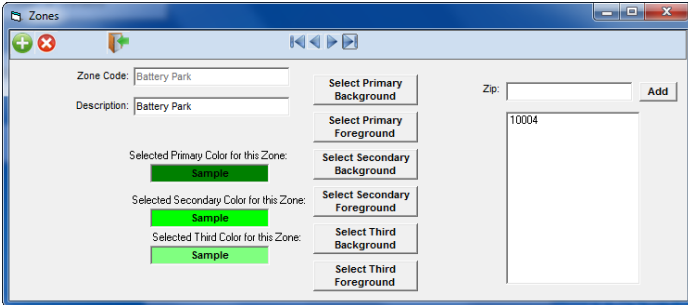 Zones
Zone Code: Battery Park
Description: Battery Park
Selected Primary Color for this Zone:
Sample
Selected Secondary Color for this Zone:
Sample
Selected Third Color for this Zone:
Sample
Select Primary
Background
Select Primary
Foreground
Select Secondary
Background
Select Secondary
Foreground
Select Third
Background
Select Third
Foreground
Zip: Add
10004